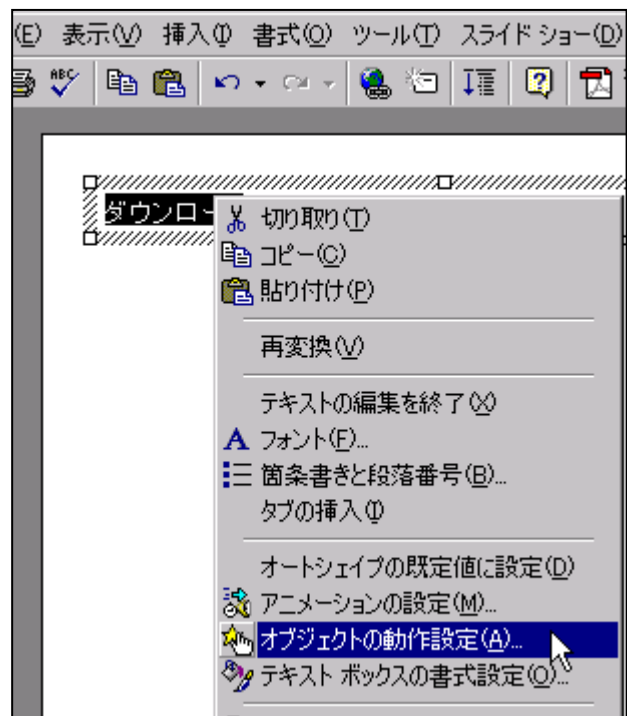 (E) 表示(V) 挿入(I) 書式(O) ツール(T) スライド ショー(D)
ABC
ダウンロー
切り取り(T)
コピー(C)
貼り付け(P)
再変換(V)
テキストの編集を終了(X)
A フォント(F)...
箇条書きと段落番号(B)...
タブの挿入(I)
オートシェイプの既定値に設定(D)
アニメーションの設定(M)...
オブジェクトの動作設定(A)...
テキスト ボックスの書式設定(O)...